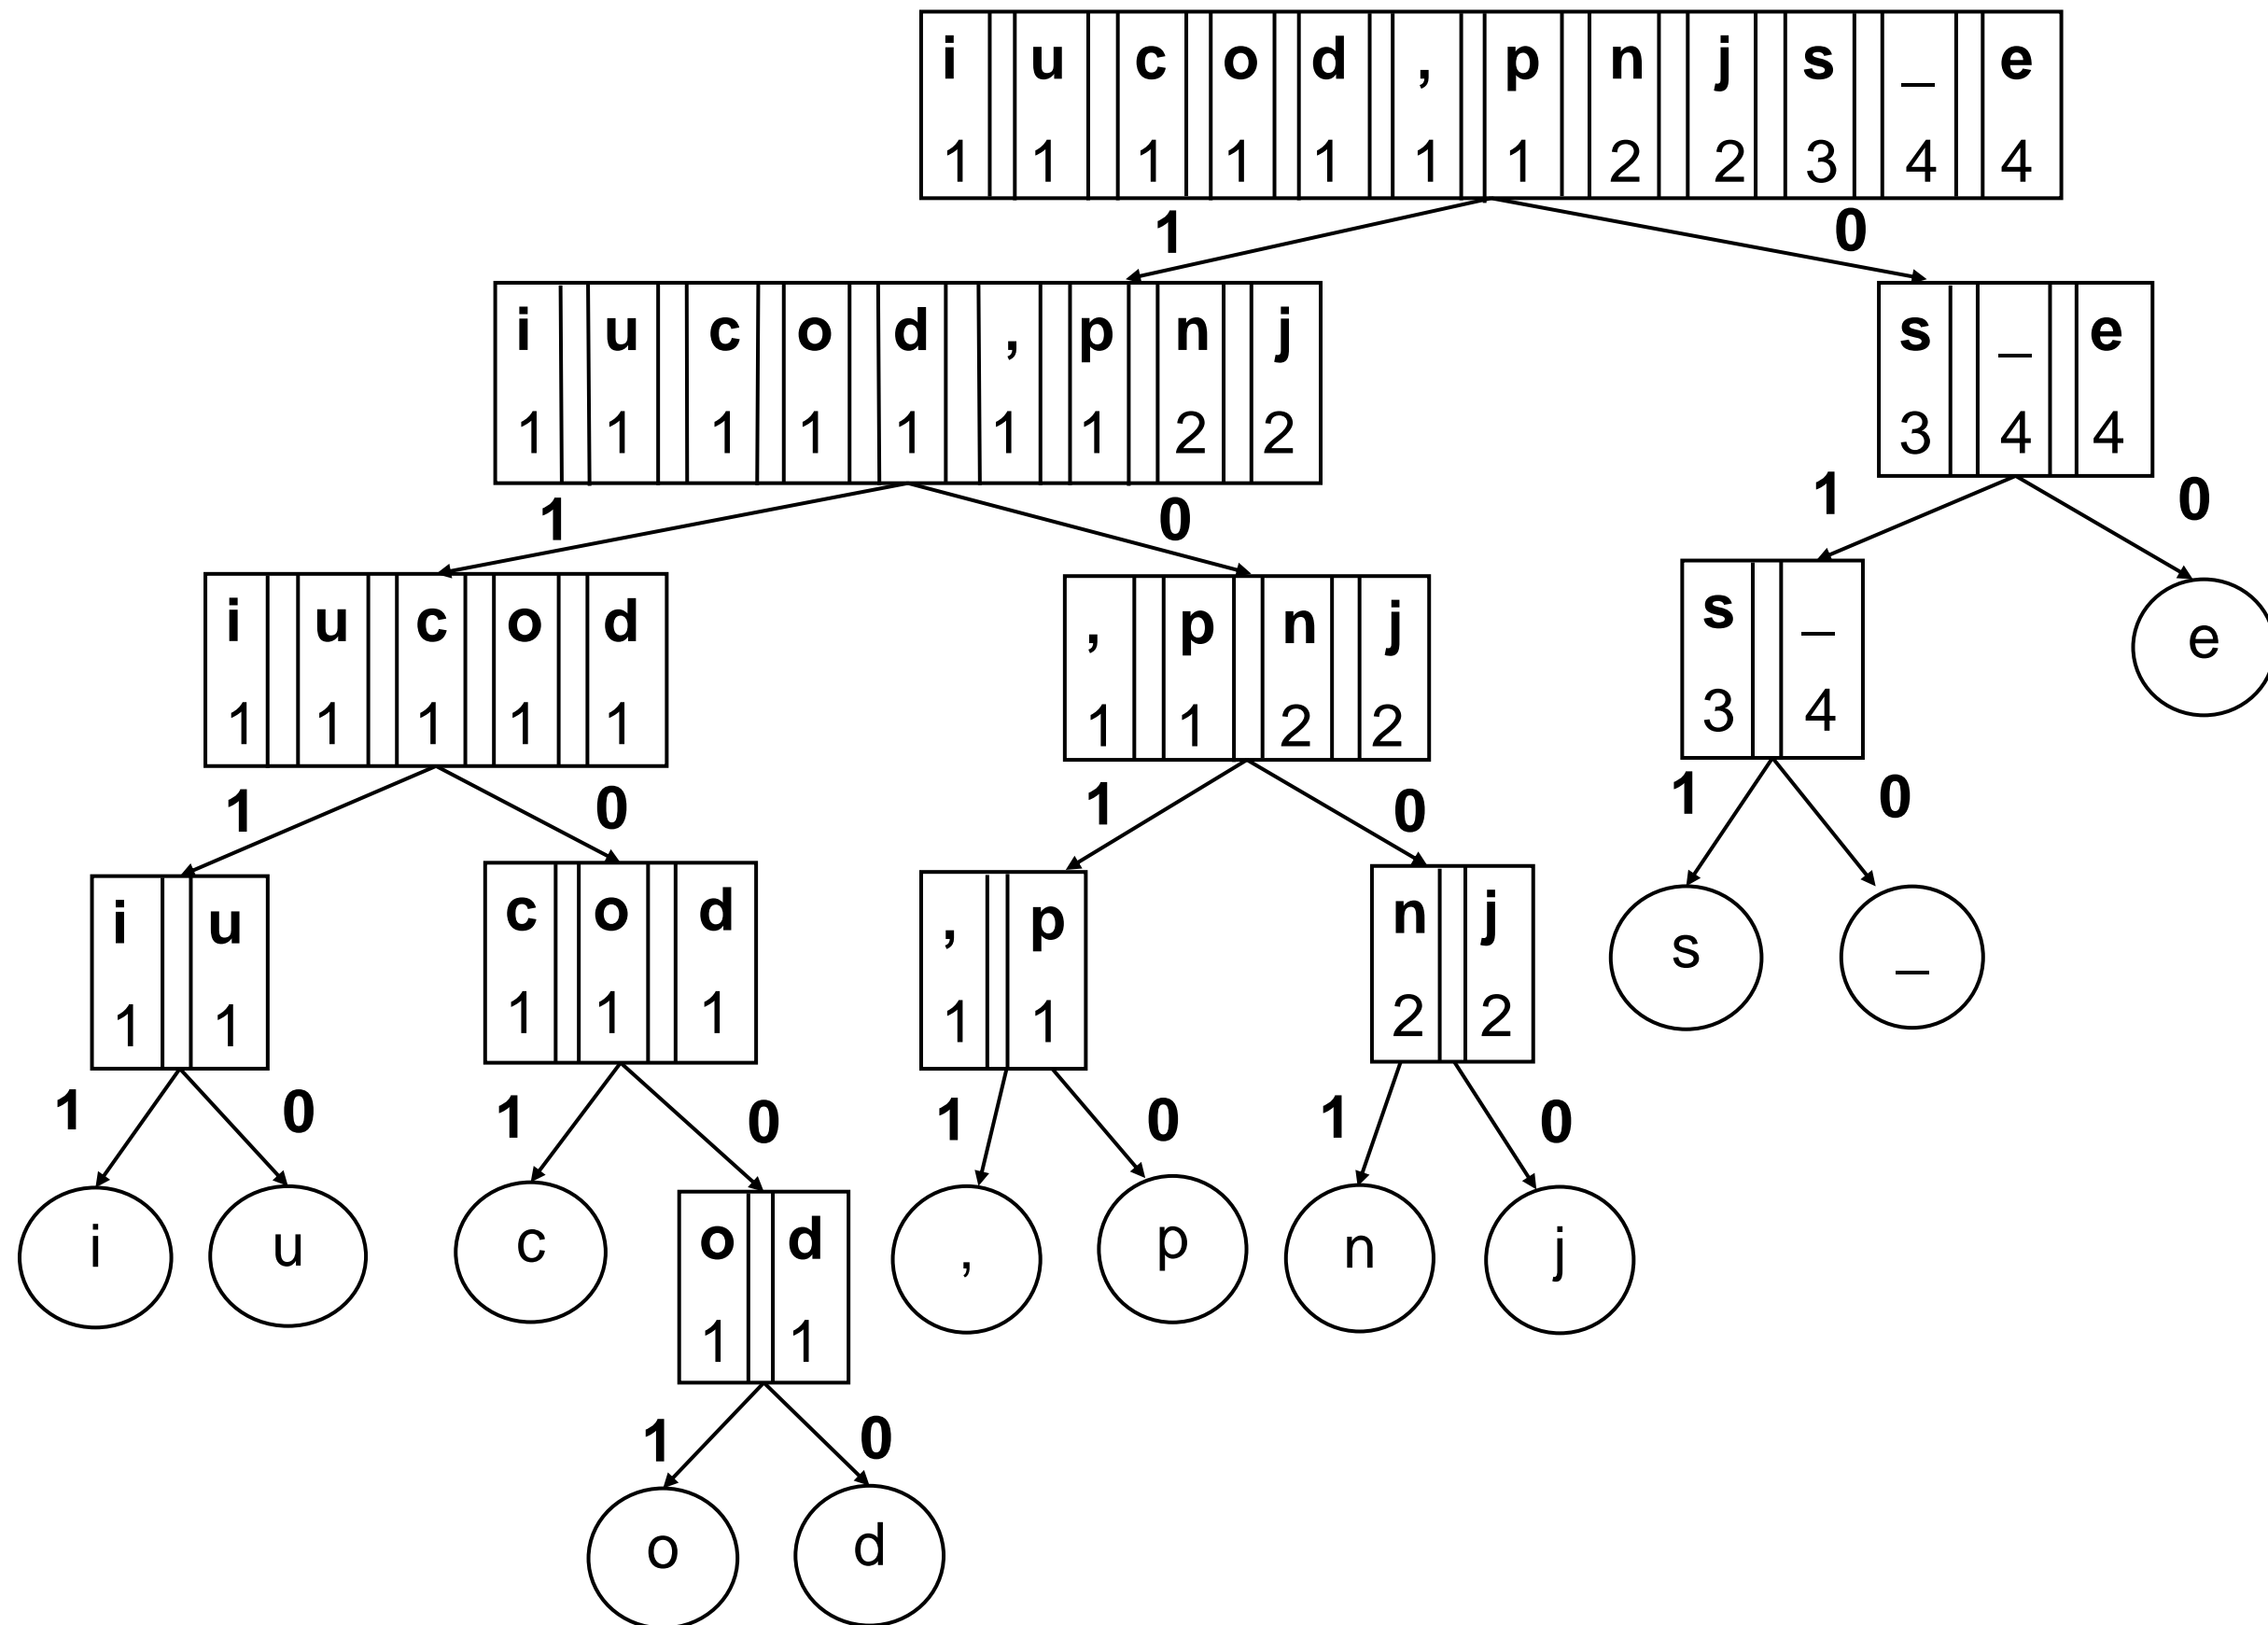 i u c o d , p n j s _ e
1 1 1 1 1 1 1 2 2 3 4 4
1 0
i u c o d , p n j
1 1 1 1 1 1 1 2 2
s _ e
3 4 4
1 0 1 0
i u c o d
1 1 1 1 1
, p n j
1 1 2 2
s _
3 4
e
1 0 1 0 1 0
i u
1 1
c o d
1 1 1
, p
1 1
n j
2 2
s _
1 0 1 0 1 0 1 0
i u c
o d
1 1
, p n j
1 0
o d